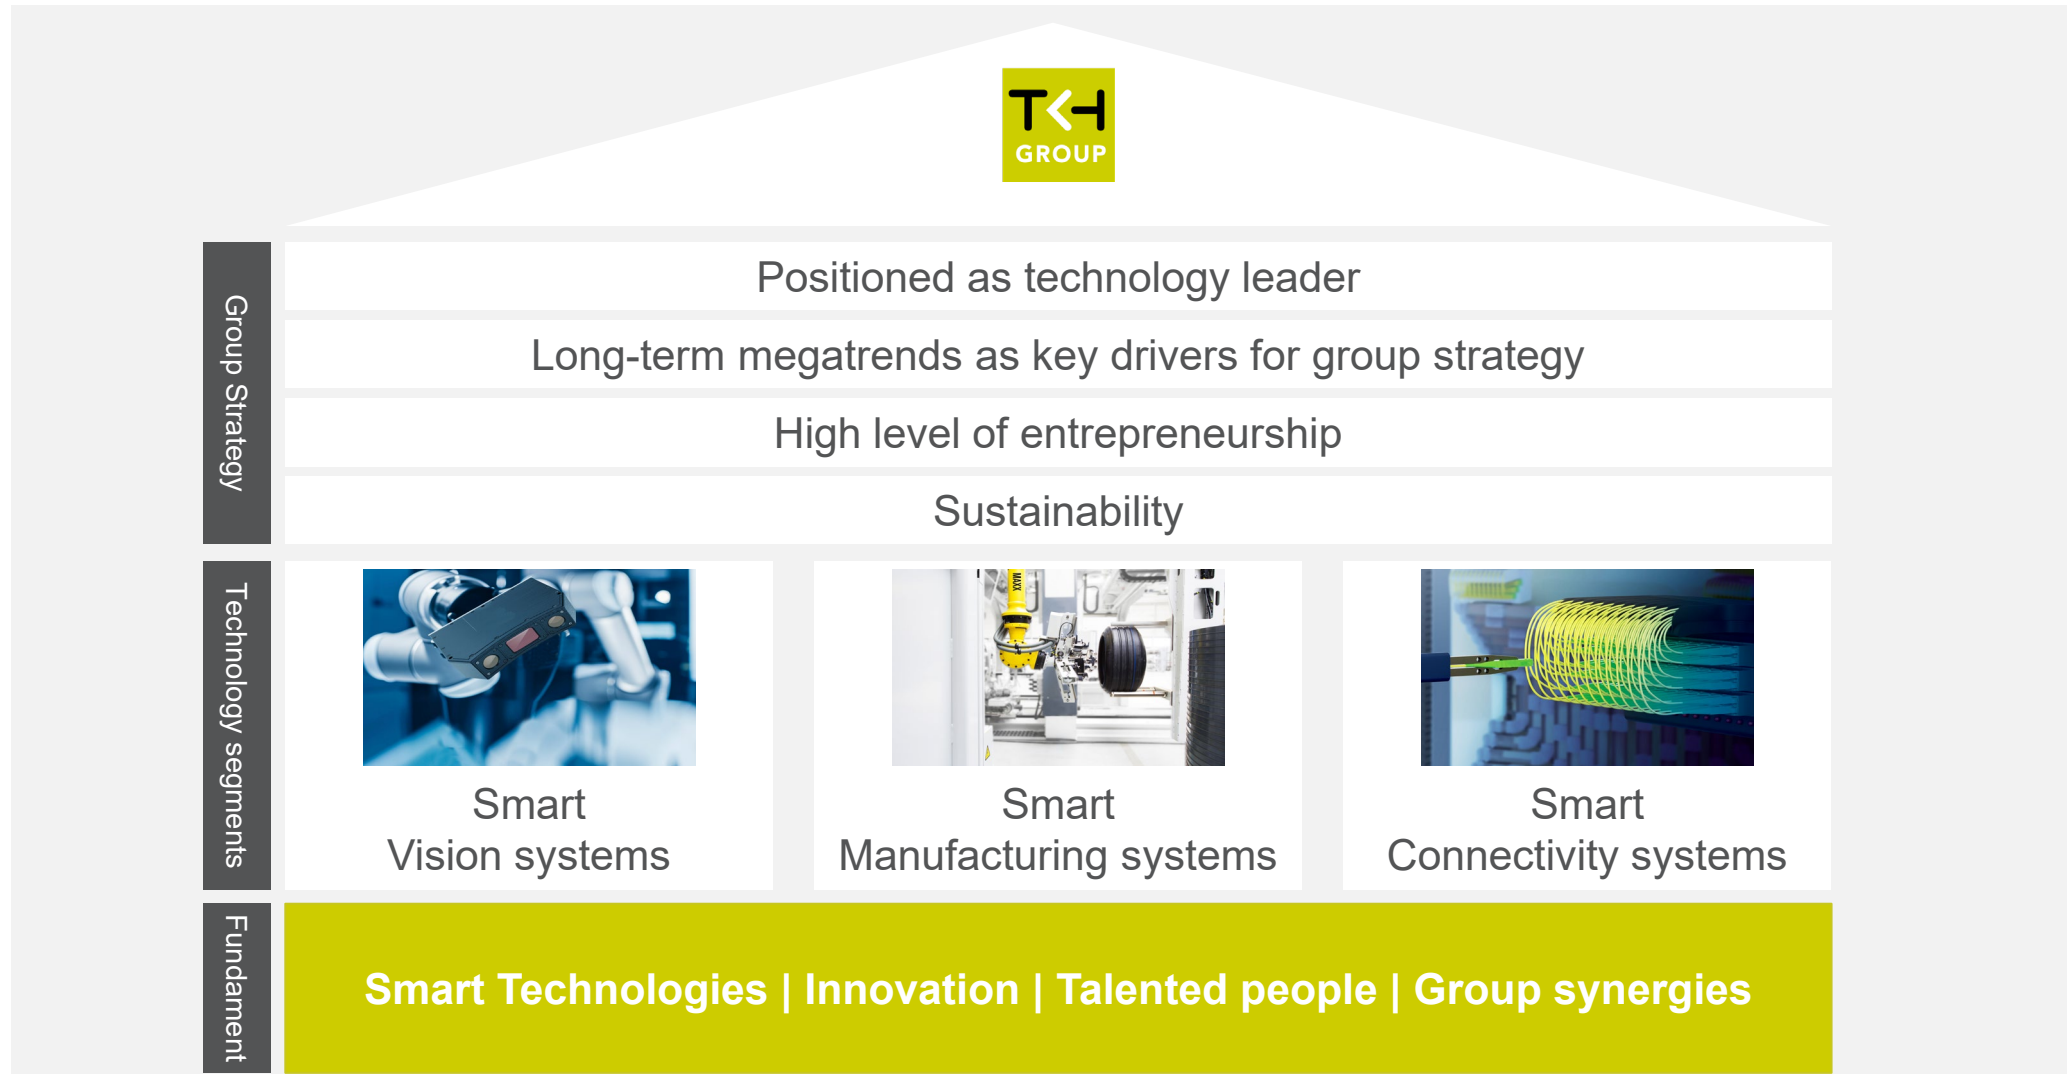 TKH
GROUP
Group Strategy
Positioned as technology leader
Long-term megatrends as key drivers for group strategy
High level of entrepreneurship
Sustainability
Technology segments
MAXX
Smart
Vision systems
Smart
Manufacturing systems
Smart
Connectivity systems
Fundament
Smart Technologies | Innovation | Talented people | Group synergies